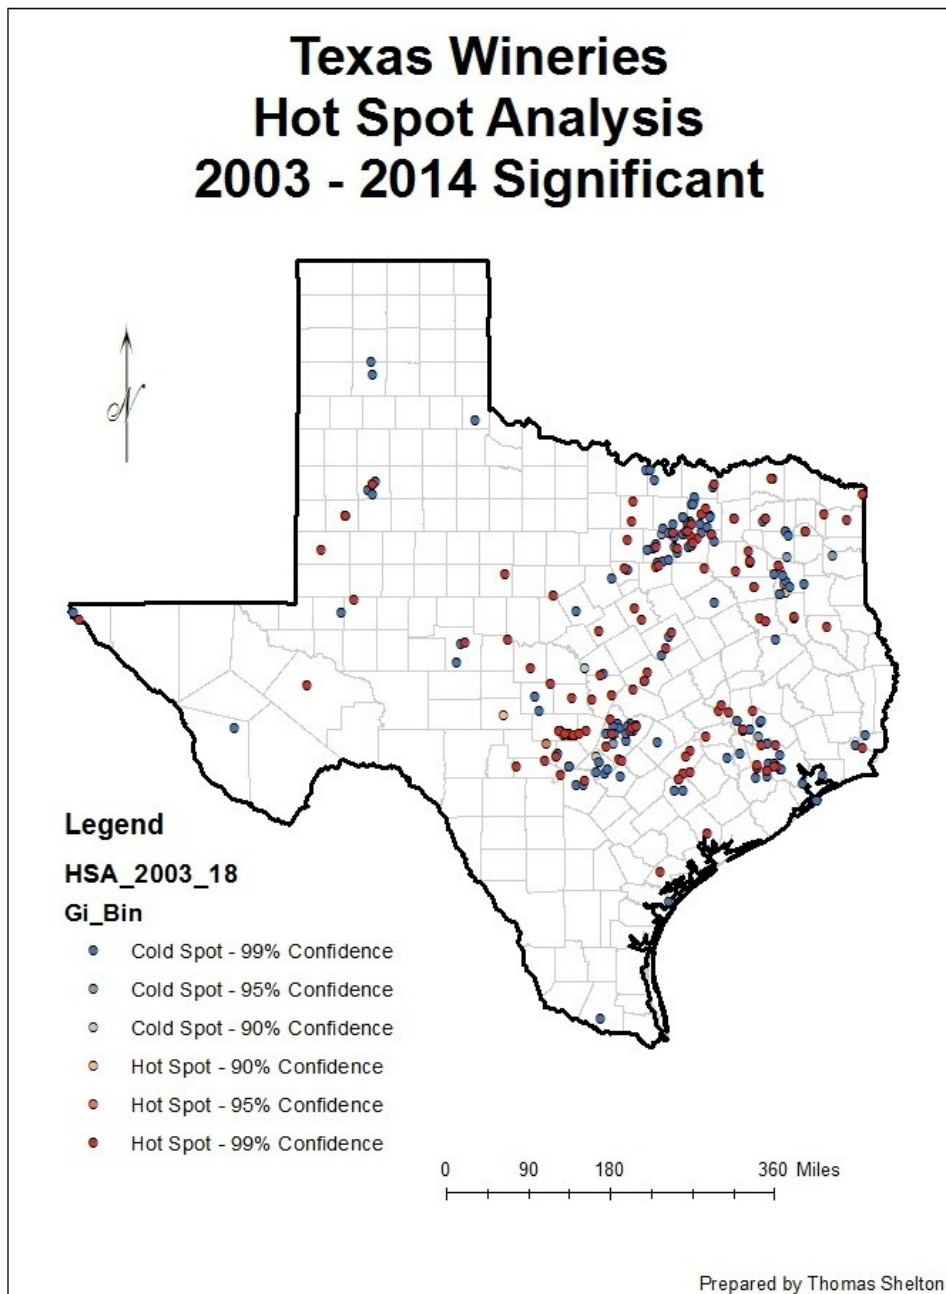 Texas Wineries
Hot Spot Analysis
2003 - 2014 Significant
N
Legend
HSA_2003_18
Gi_Bin
Cold Spot - 99% Confidence
Cold Spot - 95% Confidence
Cold Spot - 90% Confidence
Hot Spot - 90% Confidence
Hot Spot - 95% Confidence
Hot Spot - 99% Confidence
0 90 180 360 Miles
Prepared by Thomas Shelton